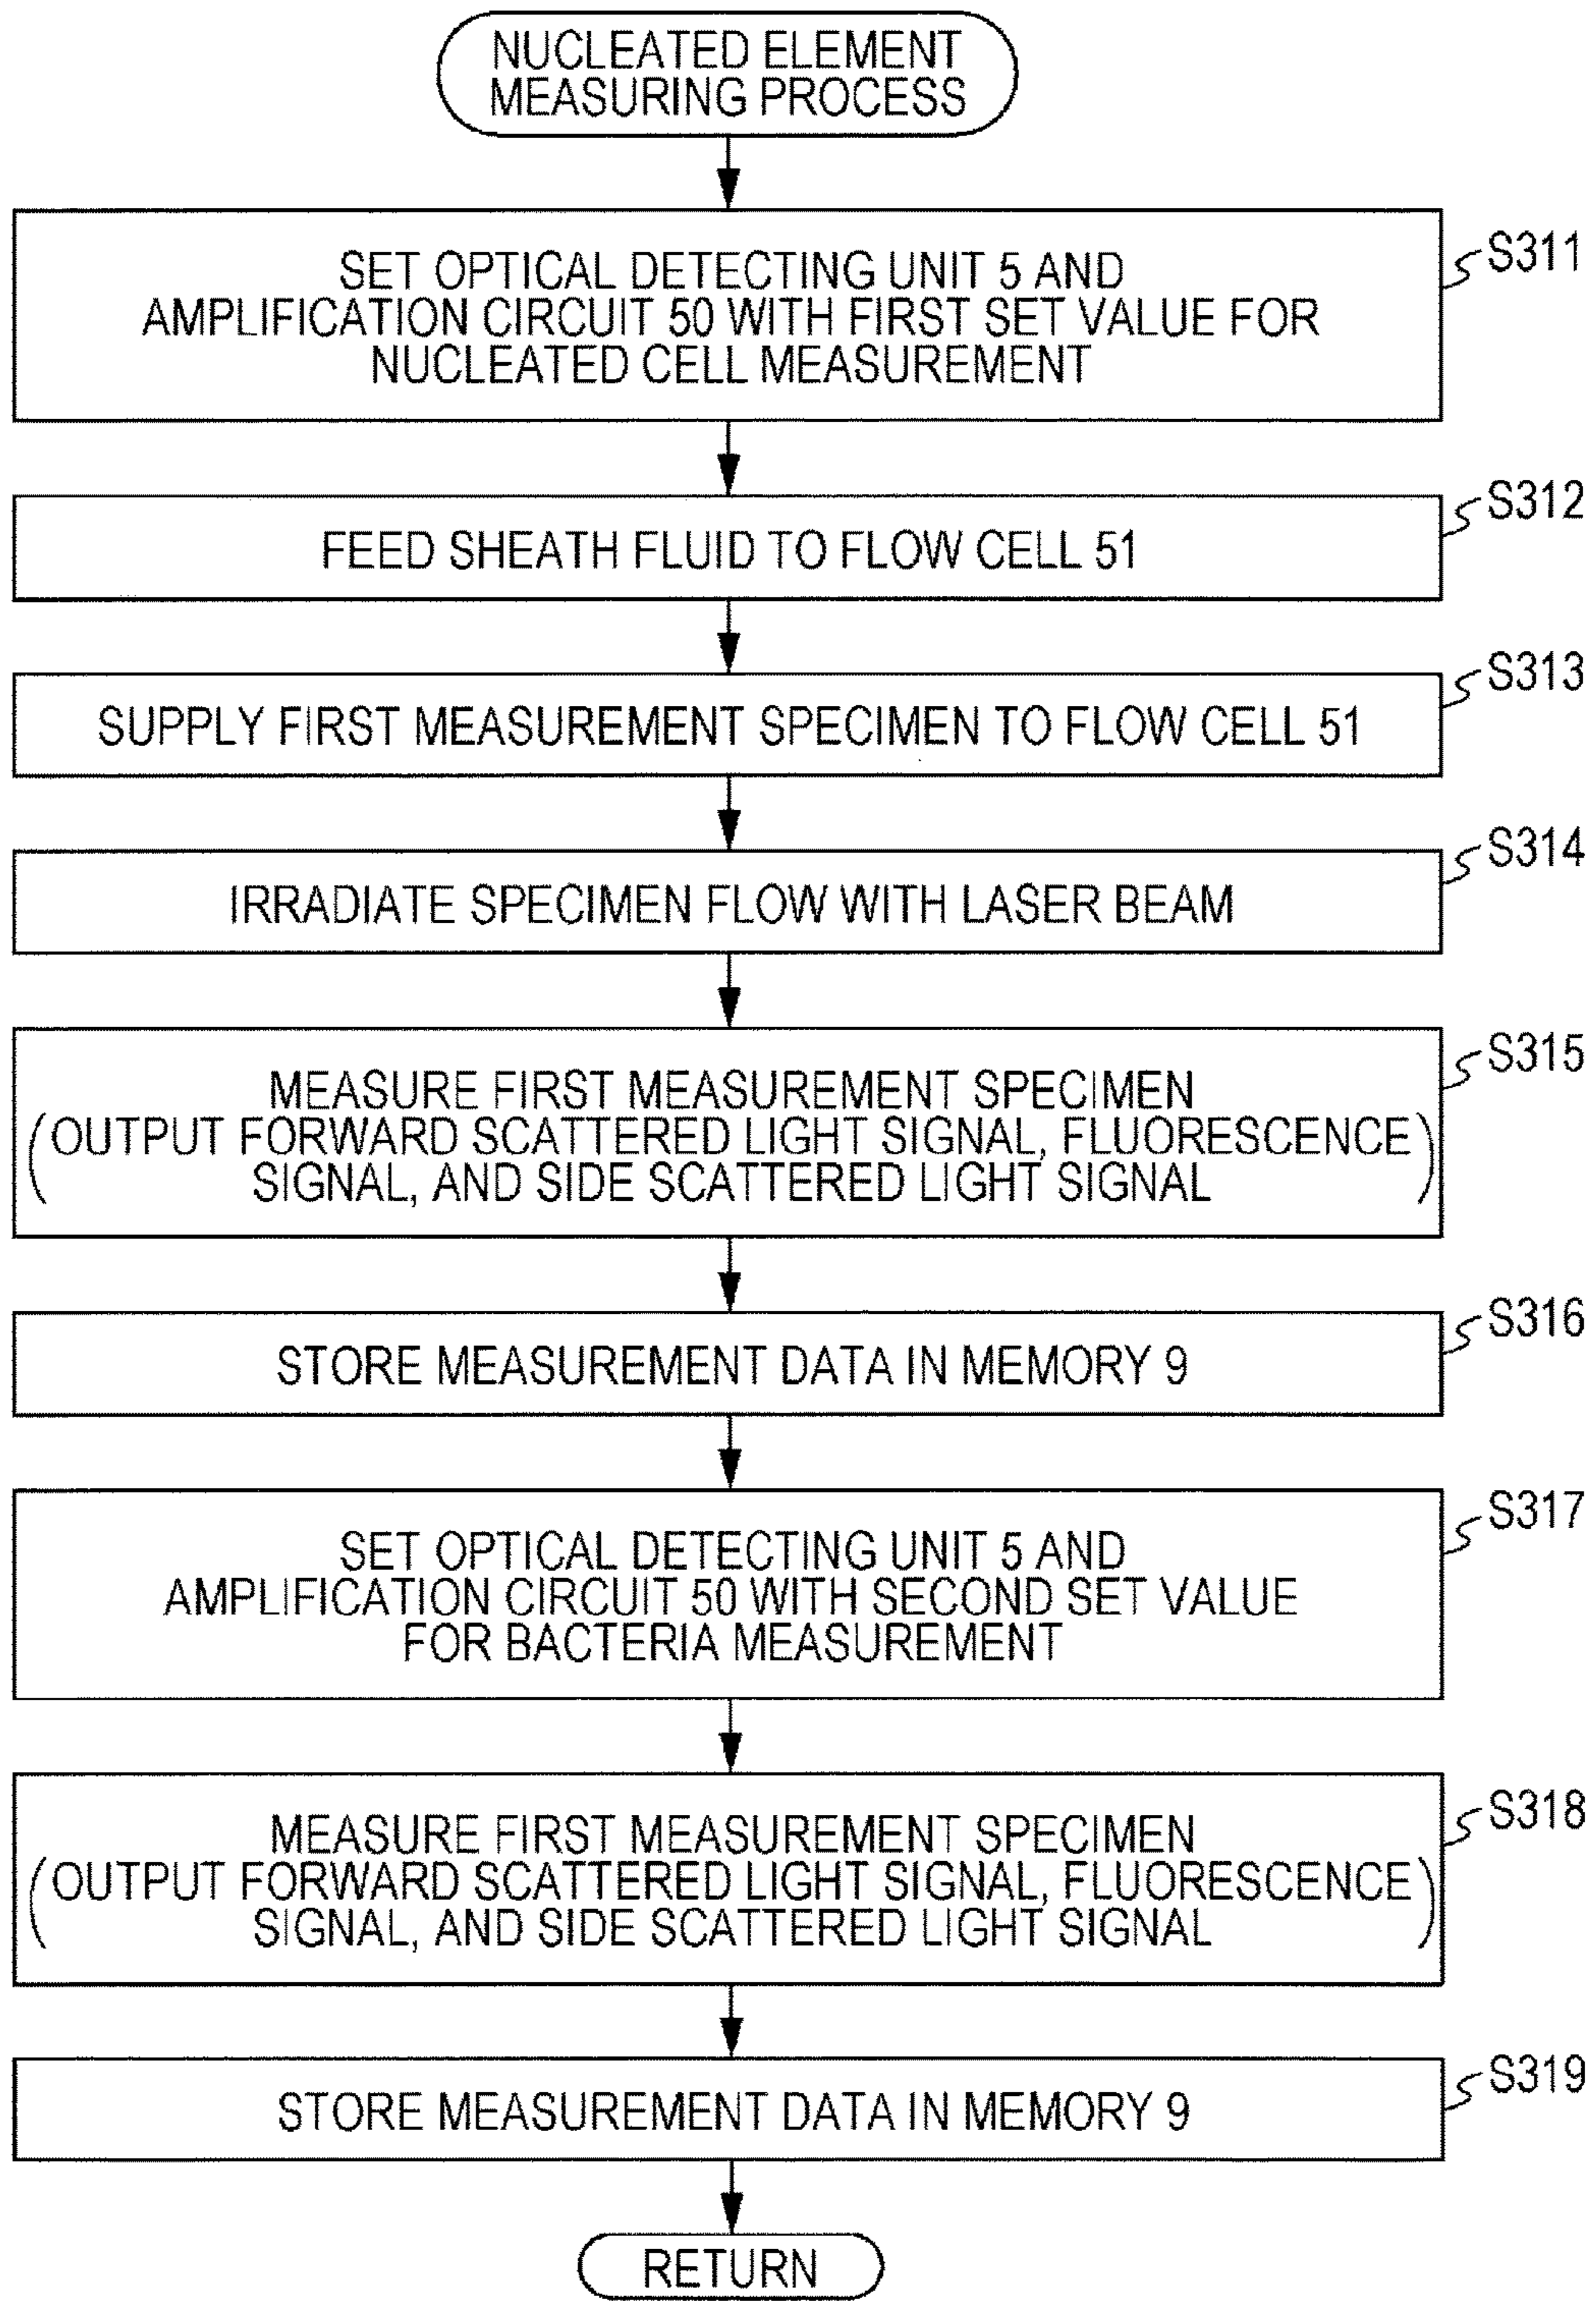 NUCLEATED ELEMENT
MEASURING PROCESS
S311
SET OPTICAL DETECTING UNIT 5 AND
AMPLIFICATION CIRCUIT 50 WITH FIRST SET VALUE FOR
NUCLEATED CELL MEASUREMENT
S312
FEED SHEATH FLUID TO FLOW CELL 51
S313
SUPPLY FIRST MEASUREMENT SPECIMEN TO FLOW CELL 51
S314
IRRADIATE SPECIMEN FLOW WITH LASER BEAM
S315
MEASURE FIRST MEASUREMENT SPECIMEN
(OUTPUT FORWARD SCATTERED LIGHT SIGNAL, FLUORESCENCE
SIGNAL, AND SIDE SCATTERED LIGHT SIGNAL)
S316
STORE MEASUREMENT DATA IN MEMORY 9
S317
SET OPTICAL DETECTING UNIT 5 AND
AMPLIFICATION CIRCUIT 50 WITH SECOND SET VALUE
FOR BACTERIA MEASUREMENT
S318
MEASURE FIRST MEASUREMENT SPECIMEN
(OUTPUT FORWARD SCATTERED LIGHT SIGNAL, FLUORESCENCE
SIGNAL, AND SIDE SCATTERED LIGHT SIGNAL)
S319
STORE MEASUREMENT DATA IN MEMORY 9
RETURN